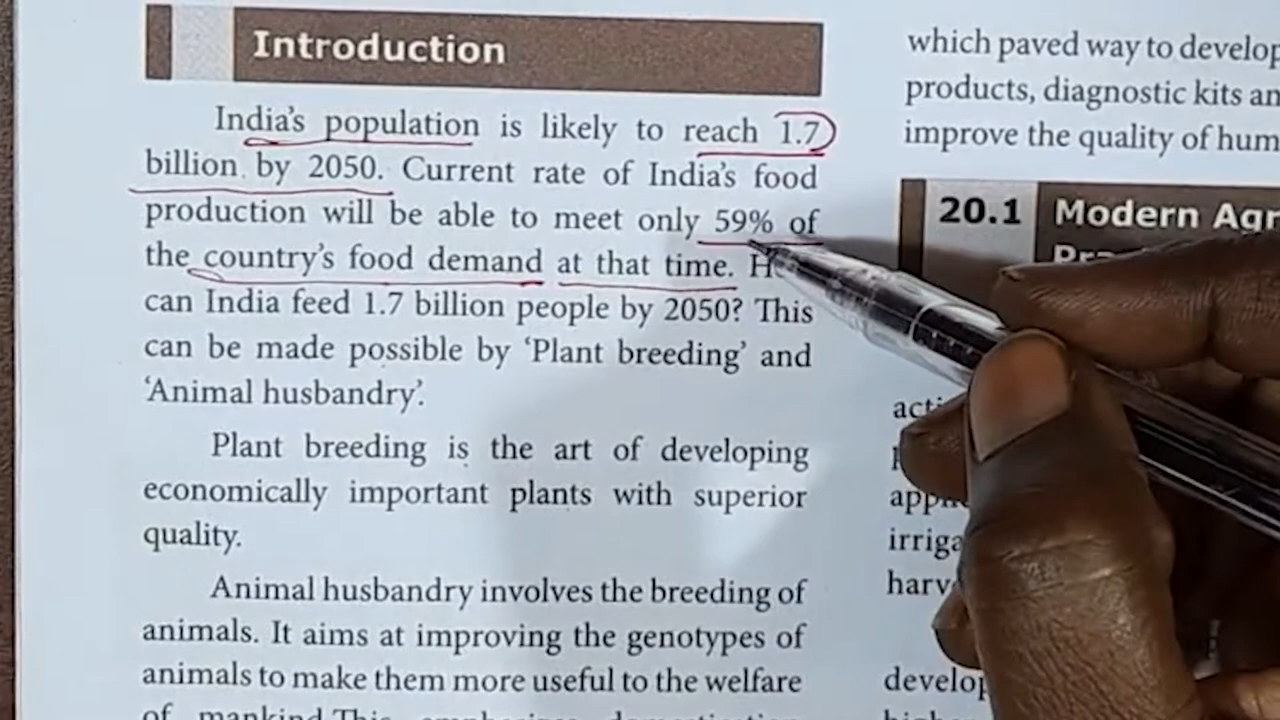 Introduction
India's population is likely to reach 1.7
billion by 2050. Current rate of India's food
production will be able to meet only 59% of
the country's food demand at that time.
can India feed 1.7 billion people by 2050? This
can be made possible by 'Plant breeding' and
'Animal husbandry'.
Plant breeding is the art of developing
economically important plants with superior
quality.
Animal husbandry involves the breeding of
animals. It aims at improving the genotypes of
animals to make them more useful to the welfare
of mankind.This
which paved way to develop
products, diagnostic kits
improve the quality of
20.1 Modern